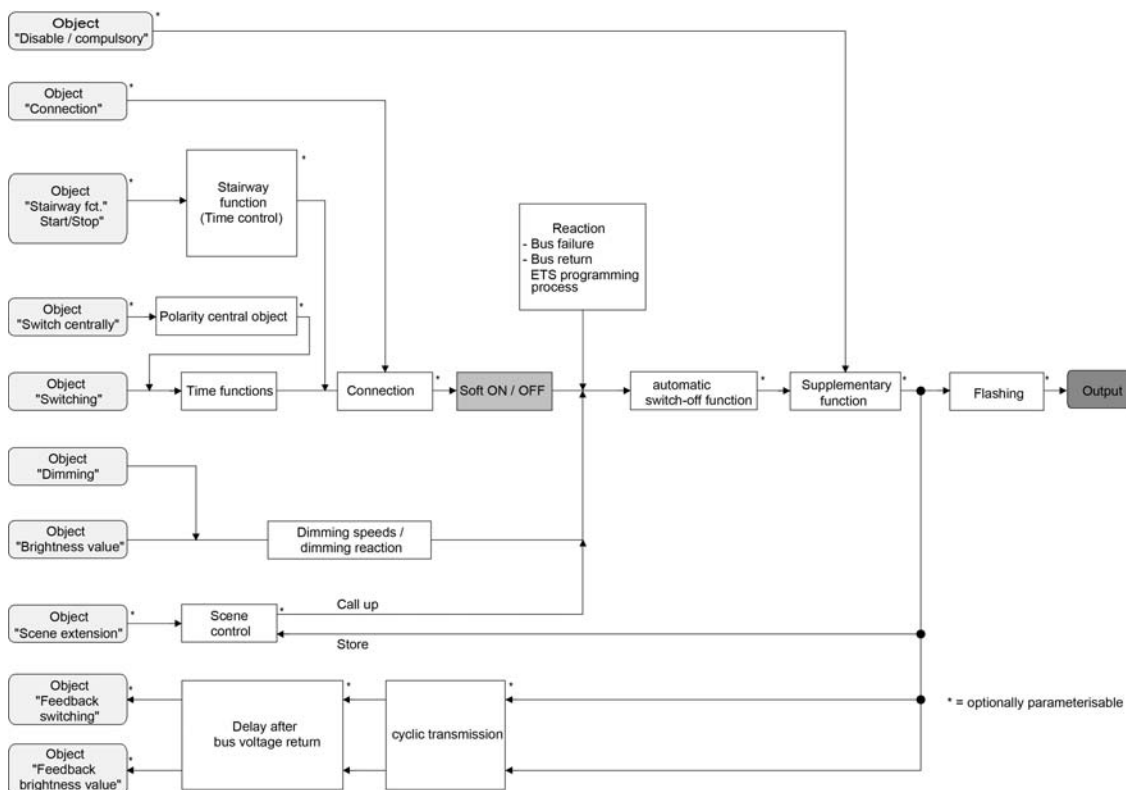 Object
"Disable / compulsory"
*
Object
"Connection"
*
Object
"Stairway fct."
Start/Stop"
*
Stairway
function
(Time control)
*
Reaction
- Bus failure
- Bus return
ETS programming
process
Object
"Switch centrally"
*
Polarity central object
*
Object
"Switching"
Time functions
Connection
*
Soft ON / OFF
automatic
switch-off function
*
Supplementary
function
*
Flashing
*
Output
Object
"Dimming"
Object
"Brightness value"
Dimming speeds /
dimming reaction
Object
"Scene extension"
*
Scene
control
*
Call up
Store
Object
"Feedback
switching"
*
Delay after
bus voltage return
*
cyclic transmission
*
* = optionally parameterisable
Object
"Feedback
brightness value"
*